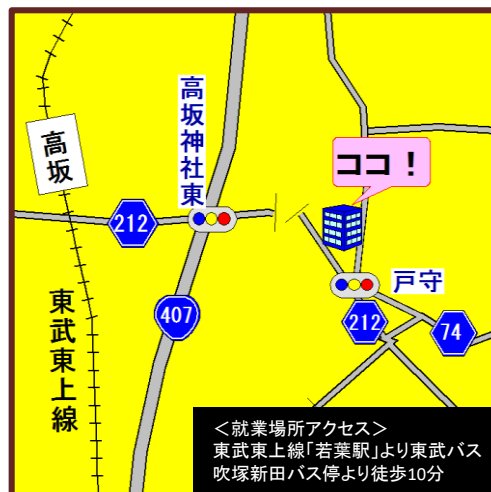 高坂神社東
高坂
ココ！
212
戸守
東武東上線
407
212
74
＜就業場所アクセス＞
東武東上線「若葉駅」より東武バス
吹塚新田バス停より徒歩10分